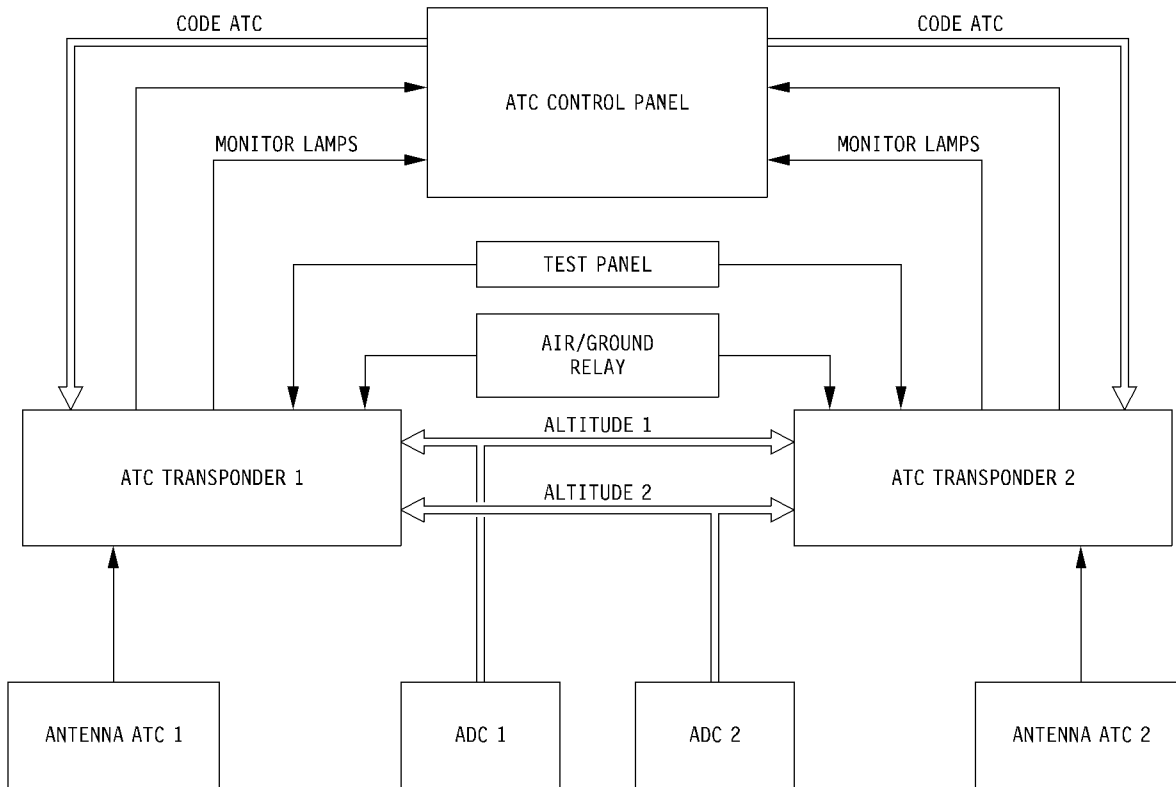 CODE ATC
CODE ATC
ATC CONTROL PANEL
MONITOR LAMPS
MONITOR LAMPS
TEST PANEL
AIR/GROUND
RELAY
ALTITUDE 1
ATC TRANSPONDER 1
ATC TRANSPONDER 2
ALTITUDE 2
ANTENNA ATC 1
ADC 1
ADC 2
ANTENNA ATC 2